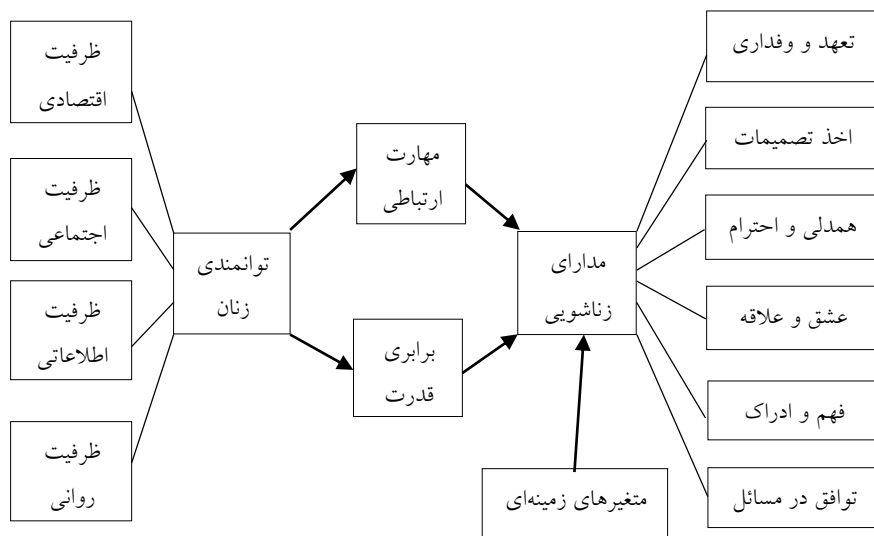 ظرفیت
اقتصادی
ظرفیت
اجتماعی
ظرفیت
اطلاعاتی
ظرفیت
روانی
توانمندی
زنان
مهارت
ارتباطی
برابری
قدرت
مدارای
زناشویی
متغیرهای زمینه‌ای
تعهد و وفداری
اخذ تصمیمات
همدلی و احترام
عشق و علاقه
فهم و ادراک
توافق در مسائل